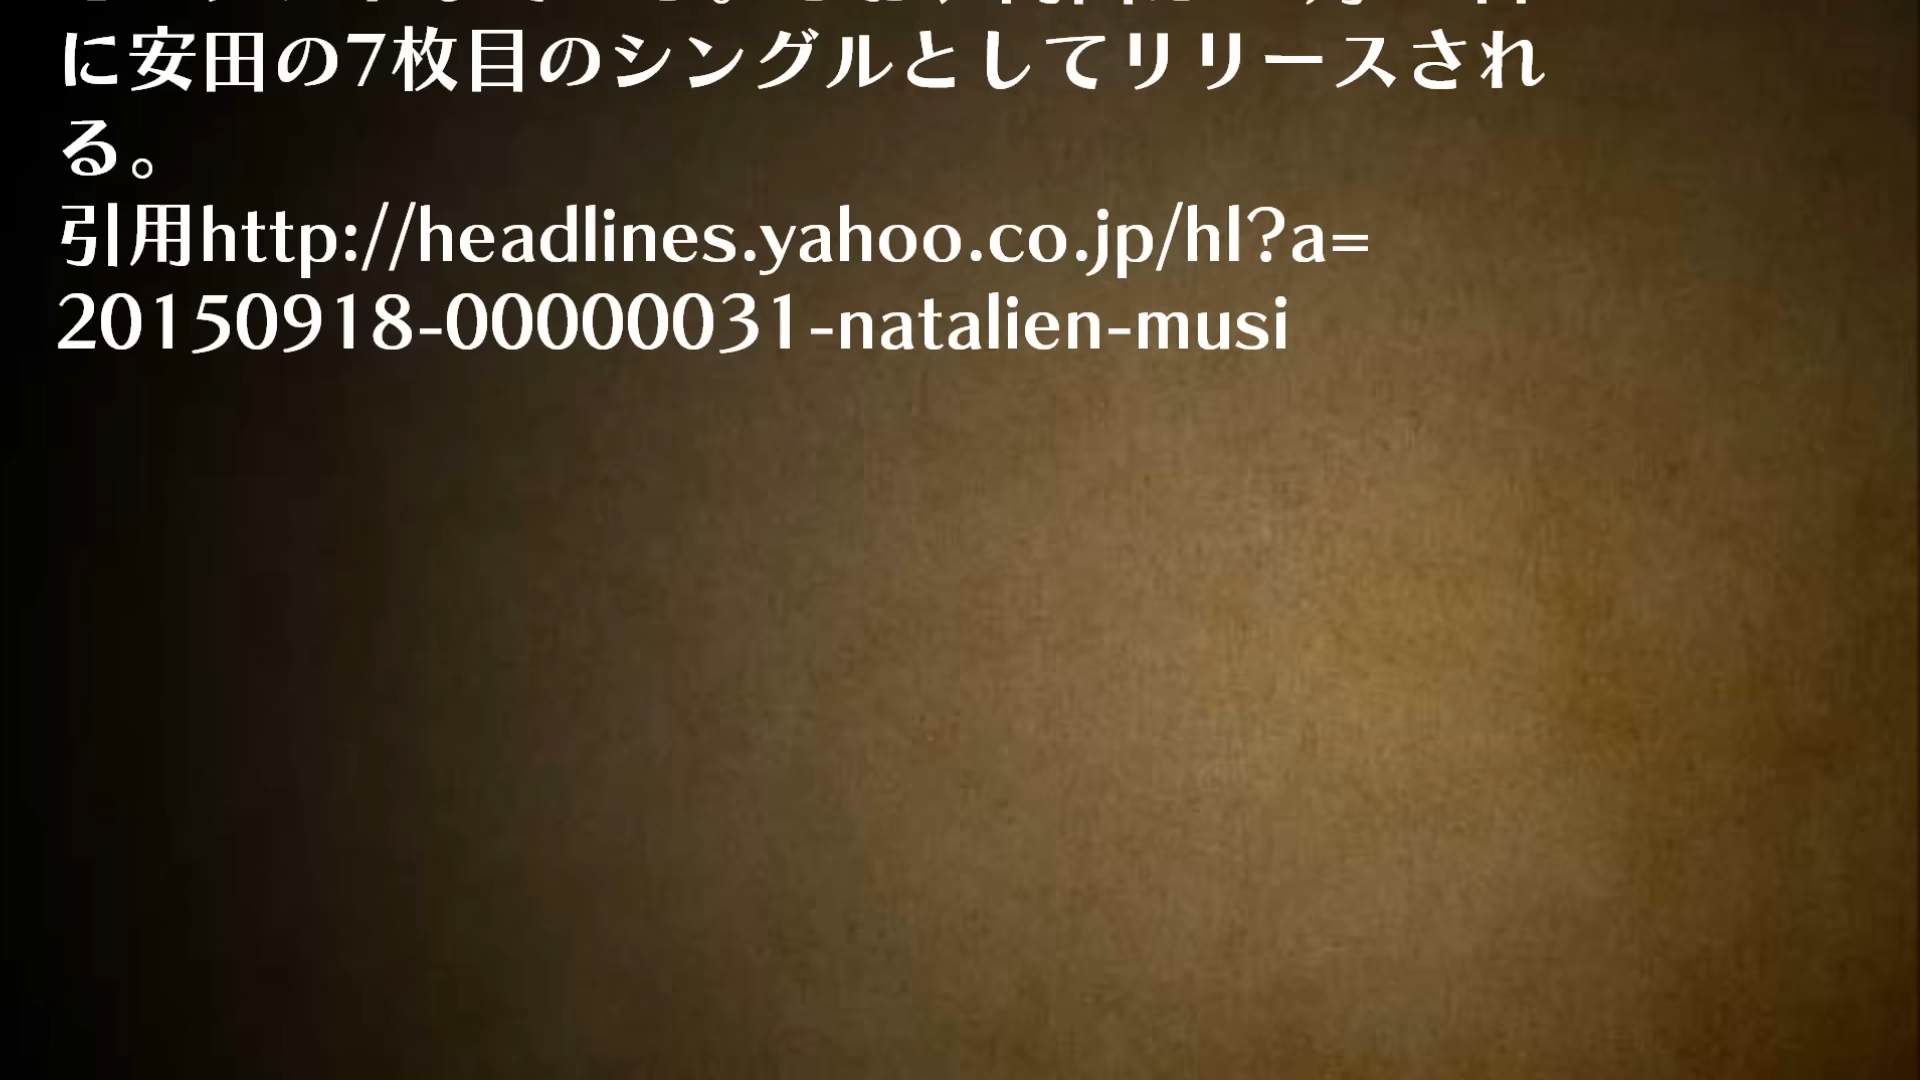 に安田の7枚目のシングルとしてリリースされ
る。
引用http://headlines.yahoo.co.jp/hl?a=
20150918-00000031-natalien-musi